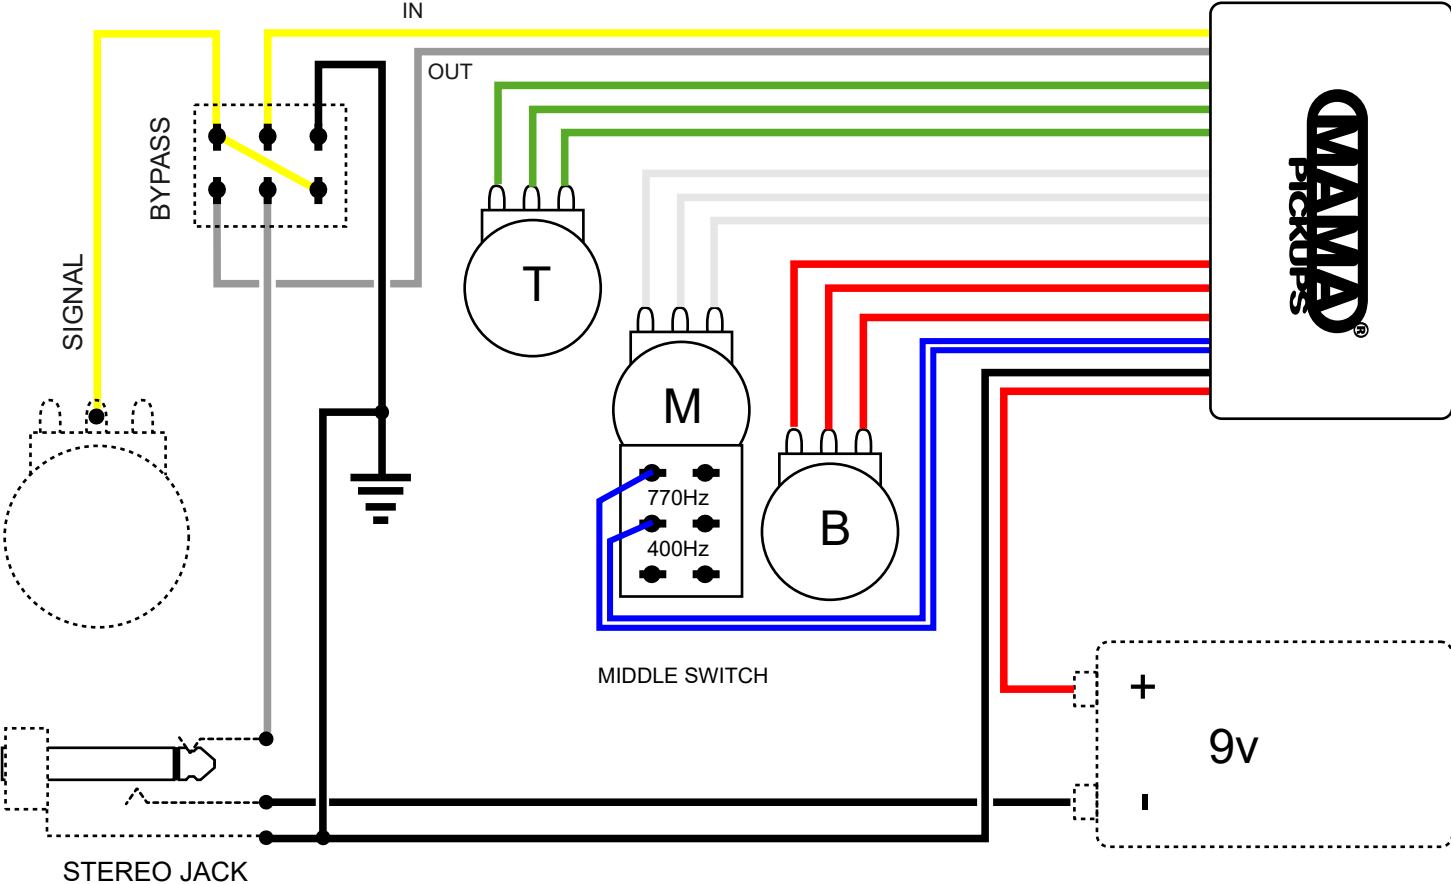 IN
OUT
BYPASS
SIGNAL
T
M
770Hz
400Hz
B
MIDDLE SWITCH
MAMA
PICKUPS
®
+
9v
-
STEREO JACK